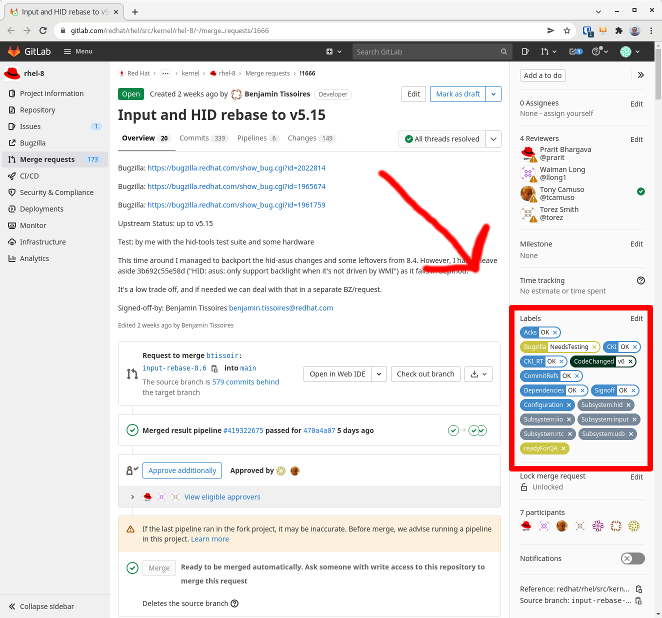 Input and HID rebase to v5.15
gitlab.com/redhat/rhel/src/kernel/rhel-8/-/merge_requests/1666
GitLab
Menu
Search GitLab
rhel-8
Project information
Repository
Issues 1
Bugzilla
Merge requests 173
CI/CD
Security & Compliance
Deployments
Monitor
Infrastructure
Analytics
Collapse sidebar
Red Hat > ... > kernel > rhel-8 > Merge requests > !1666
Open Created 2 weeks ago by Benjamin Tissoires Developer
Edit
Mark as draft
Input and HID rebase to v5.15
Overview 20 Commits 339 Pipelines 6 Changes 149
All threads resolved
Bugzilla: https://bugzilla.redhat.com/show_bug.cgi?id=2022814
Bugzilla: https://bugzilla.redhat.com/show_bug.cgi?id=1965674
Bugzilla: https://bugzilla.redhat.com/show_bug.cgi?id=1961759
Upstream Status: up to v5.15
Test: by me with the hid-tools test suite and some hardware
This time around I managed to backport the hid-asus changes and some leftovers from 8.4. However, I leave
aside 3b692c55e58d ("HID: asus: only support backlight when it's not driven by WMI") as it
It's a low trade off, and if needed we can deal with that in a separate BZ/request.
Signed-off-by: Benjamin Tissoires benjamin.tissoires@redhat.com
Edited 2 weeks ago by Benjamin Tissoires
Request to merge btissoir:
input-rebase-8.6 into main
The source branch is 579 commits behind
the target branch
Open in Web IDE
Check out branch
Merged result pipeline #419322675 passed for 470a4a07 5 days ago
Approve additionally Approved by
View eligible approvers
If the last pipeline ran in the fork project, it may be inaccurate. Before merge, we advise running a pipeline
in this project. Learn more
Merge Ready to be merged automatically. Ask someone with write access to this repository to
merge this request
Deletes the source branch
Add a to do
0 Assignees Edit
None - assign yourself
4 Reviewers Edit
Prarit Bhargava
@prarit
Waiman Long
@llong1
Tony Camuso
@tcamuso
Torez Smith
@torez
Milestone Edit
None
Time tracking
No estimate or time spent
Labels Edit
Acks OK
Bugzilla NeedsTesting CKI OK
CKI_RT OK CodeChanged v6
CommitRefs OK
Dependencies OK Signoff OK
Configuration Subsystem:hid
Subsystem:iio Subsystem:input
Subsystem:rtc Subsystem:usb
readyForQA
Lock merge request Edit
Unlocked
7 participants
Notifications
Reference: redhat/rhel/src/kern...
Source branch: input-rebase-...